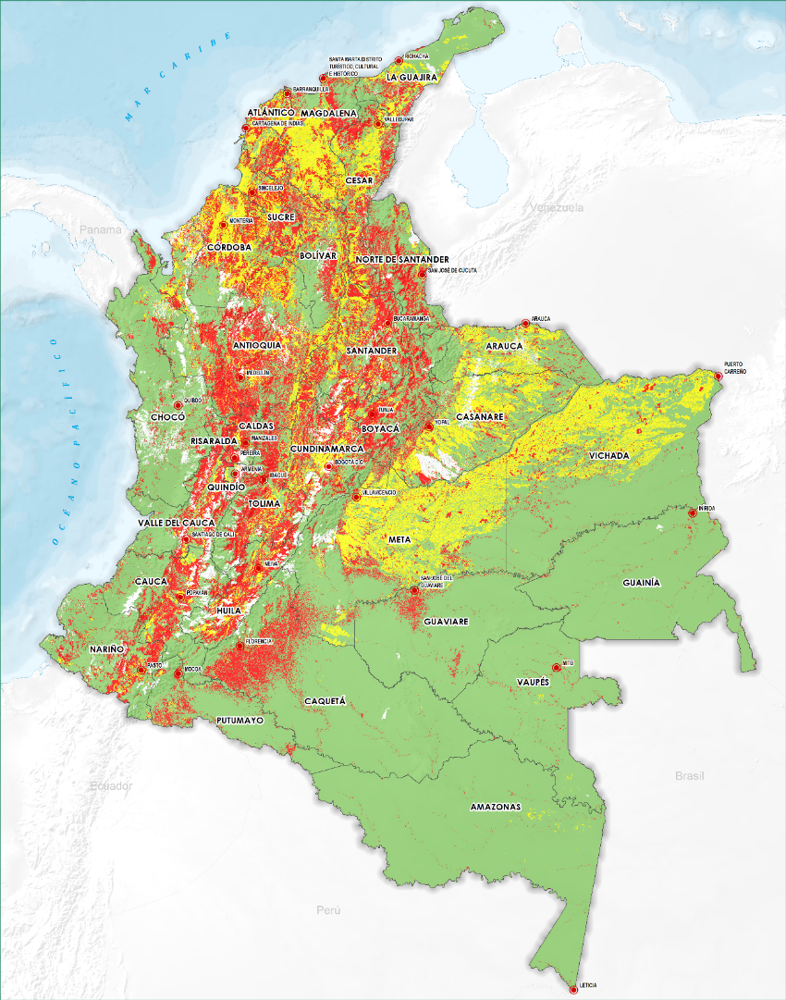 MAR CARIBE
SANTA MARTA DISTRITO
TURÍSTICO, CULTURAL
E HISTÓRICO
RIOHACHA
LA GUAJIRA
BARRANQUILLA
ATLÁNTICO
MAGDALENA
VALLEDUPAR
CARTAGENA DE INDIAS
CESAR
SINCELEJO
SUCRE
MONTERÍA
Panama
Venezuela
CÓRDOBA
BOLÍVAR
NORTE DE SANTANDER
SAN JOSÉ DE CÚCUTA
BUCARAMANGA
ARAUCA
ANTIOQUIA
SANTANDER
ARAUCA
PUERTO
CARREÑO
MEDELLÍN
OCÉANO PACÍFICO
QUIBDÓ
CHOCÓ
TUNJA
CASANARE
CALDAS
BOYACÁ
YOPAL
RISARALDA
MANIZALES
CUNDINAMARCA
PEREIRA
VICHADA
BOGOTÁ D.C.
ARMENIA
IBAGUÉ
QUINDÍO
VILLAVICENCIO
TOLIMA
INÍRIDA
VALLE DEL CAUCA
SANTIAGO DE CALI
META
NEIVA
CAUCA
SAN JOSÉ DEL
GUAVIARE
GUAINÍA
POPAYÁN
HUILA
GUAVIARE
NARIÑO
FLORENCIA
PASTO
MOCOA
MITÚ
VAUPÉS
CAQUETÁ
PUTUMAYO
Brasil
Ecuador
AMAZONAS
Perú
LETICIA